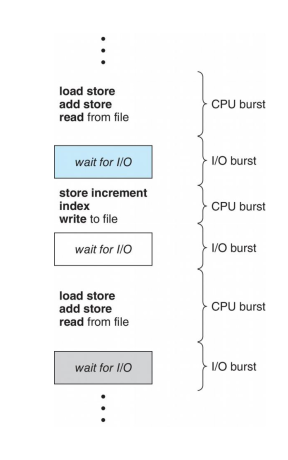 load store
add store
read from file
CPU burst
wait for I/O
I/O burst
store increment
index
write to file
CPU burst
wait for I/O
I/O burst
load store
add store
read from file
CPU burst
wait for I/O
I/O burst